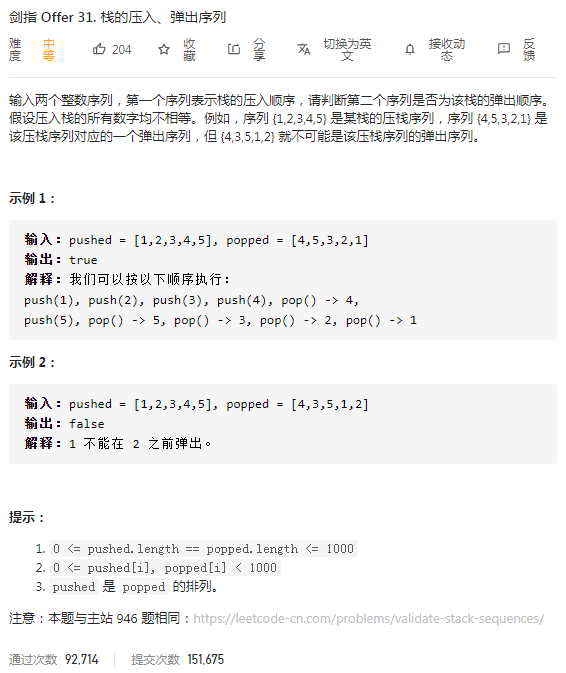 剑指 Offer 31. 栈的压入、弹出序列
难度 中等 204 收藏 分享 切换为英文 接收动态 反馈
输入两个整数序列，第一个序列表示栈的压入顺序，请判断第二个序列是否为该栈的弹出顺序。
假设压入栈的所有数字均不相等。例如，序列 {1,2,3,4,5} 是某栈的压栈序列，序列 {4,5,3,2,1} 是
该压栈序列对应的一个弹出序列，但 {4,3,5,1,2} 就不可能是该压栈序列的弹出序列。
示例 1：
输入：pushed = [1,2,3,4,5], popped = [4,5,3,2,1]
输出：true
解释：我们可以按以下顺序执行：
push(1), push(2), push(3), push(4), pop() -> 4,
push(5), pop() -> 5, pop() -> 3, pop() -> 2, pop() -> 1
示例 2：
输入：pushed = [1,2,3,4,5], popped = [4,3,5,1,2]
输出：false
解释：1 不能在 2 之前弹出。
提示：
1. 0 <= pushed.length == popped.length <= 1000
2. 0 <= pushed[i], popped[i] < 1000
3. pushed 是 popped 的排列。
注意：本题与主站 946 题相同：https://leetcode-cn.com/problems/validate-stack-sequences/
通过次数 92,714 提交次数 151,675